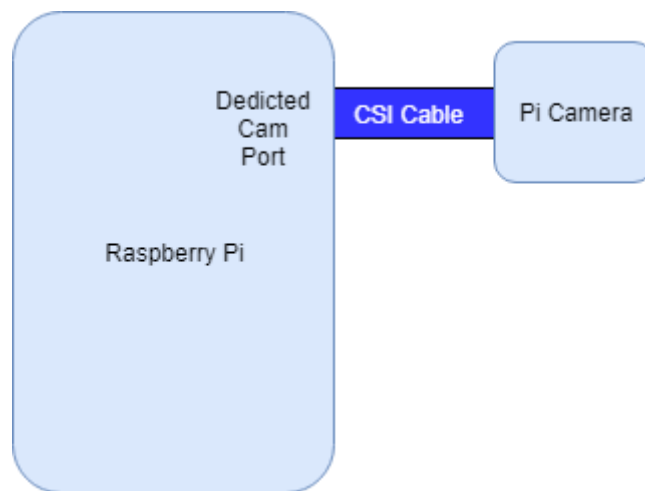 Dedicted
Cam
Port
CSI Cable
Pi Camera
Raspberry Pi